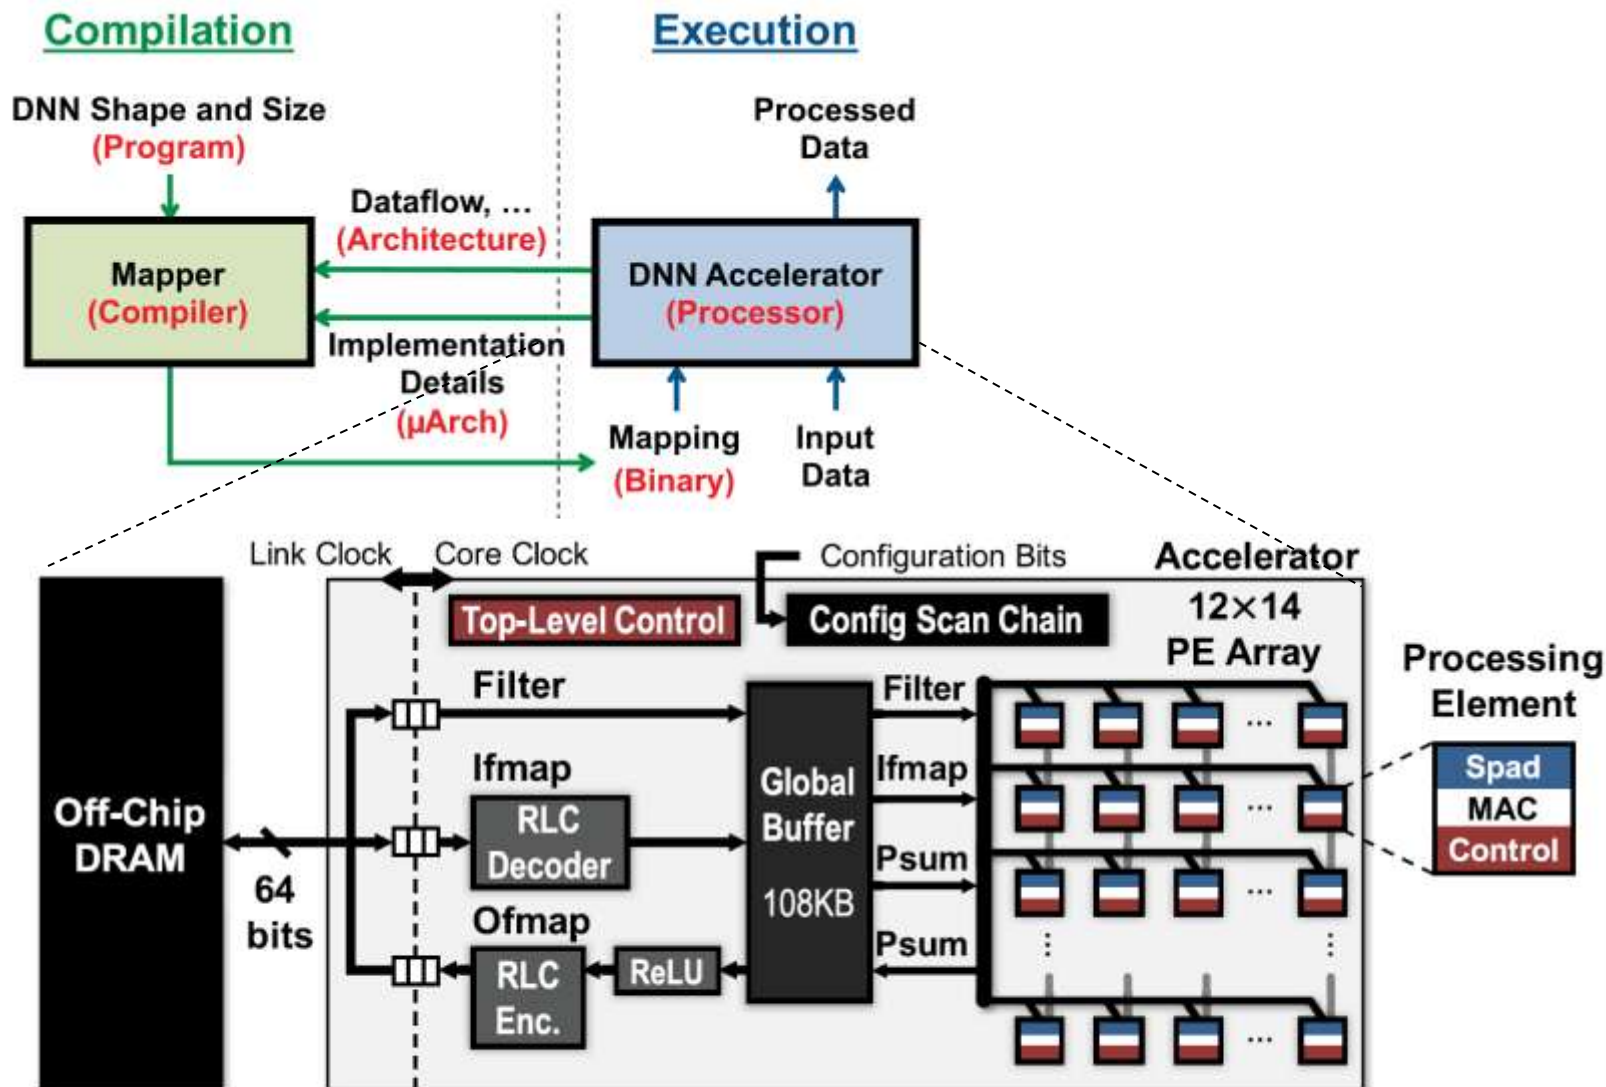 Compilation
Execution
DNN Shape and Size
(Program)
Processed
Data
Dataflow, ...
(Architecture)
Mapper
(Compiler)
DNN Accelerator
(Processor)
Implementation
Details
(μArch)
Mapping
(Binary)
Input
Data
Link Clock
Core Clock
Configuration Bits
Accelerator
Top-Level Control
Config Scan Chain
12×14
PE Array
Processing
Element
Filter
Filter
Ifmap
Ifmap
Spad
MAC
Control
Off-Chip
DRAM
RLC
Decoder
Global
Buffer
108KB
Psum
64
bits
Ofmap
Psum
RLC
Enc.
ReLU
...
...
...
...